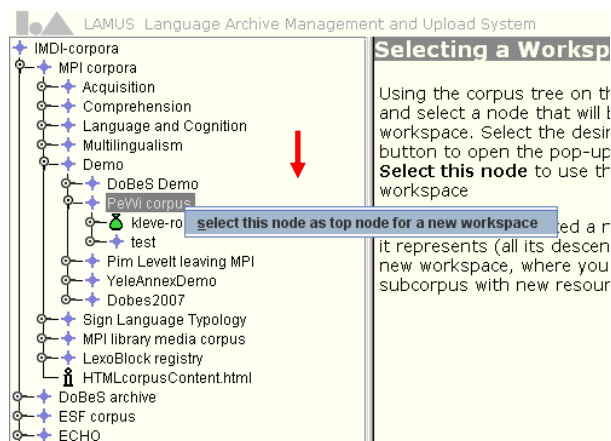 LAMUS Language Archive Management and Upload System
IMDI-corpora
MPI corpora
Acquisition
Comprehension
Language and Cognition
Multilingualism
Demo
DoBeS Demo
PeWi corpus
kleve-ro
test
Pim Levelt leaving MPI
YeleAnnexDemo
Dobes2007
Sign Language Typology
MPI library media corpus
LexoBlock registry
HTMLcorpusContent.html
DoBeS archive
ESF corpus
ECHO
select this node as top node for a new workspace
Selecting a Worksp
Using the corpus tree on th
and select a node that will b
workspace. Select the desir
button to open the pop-up
Select this node to use th
workspace
ted a n
it represents (all its descen
new workspace, where you
subcorpus with new resour